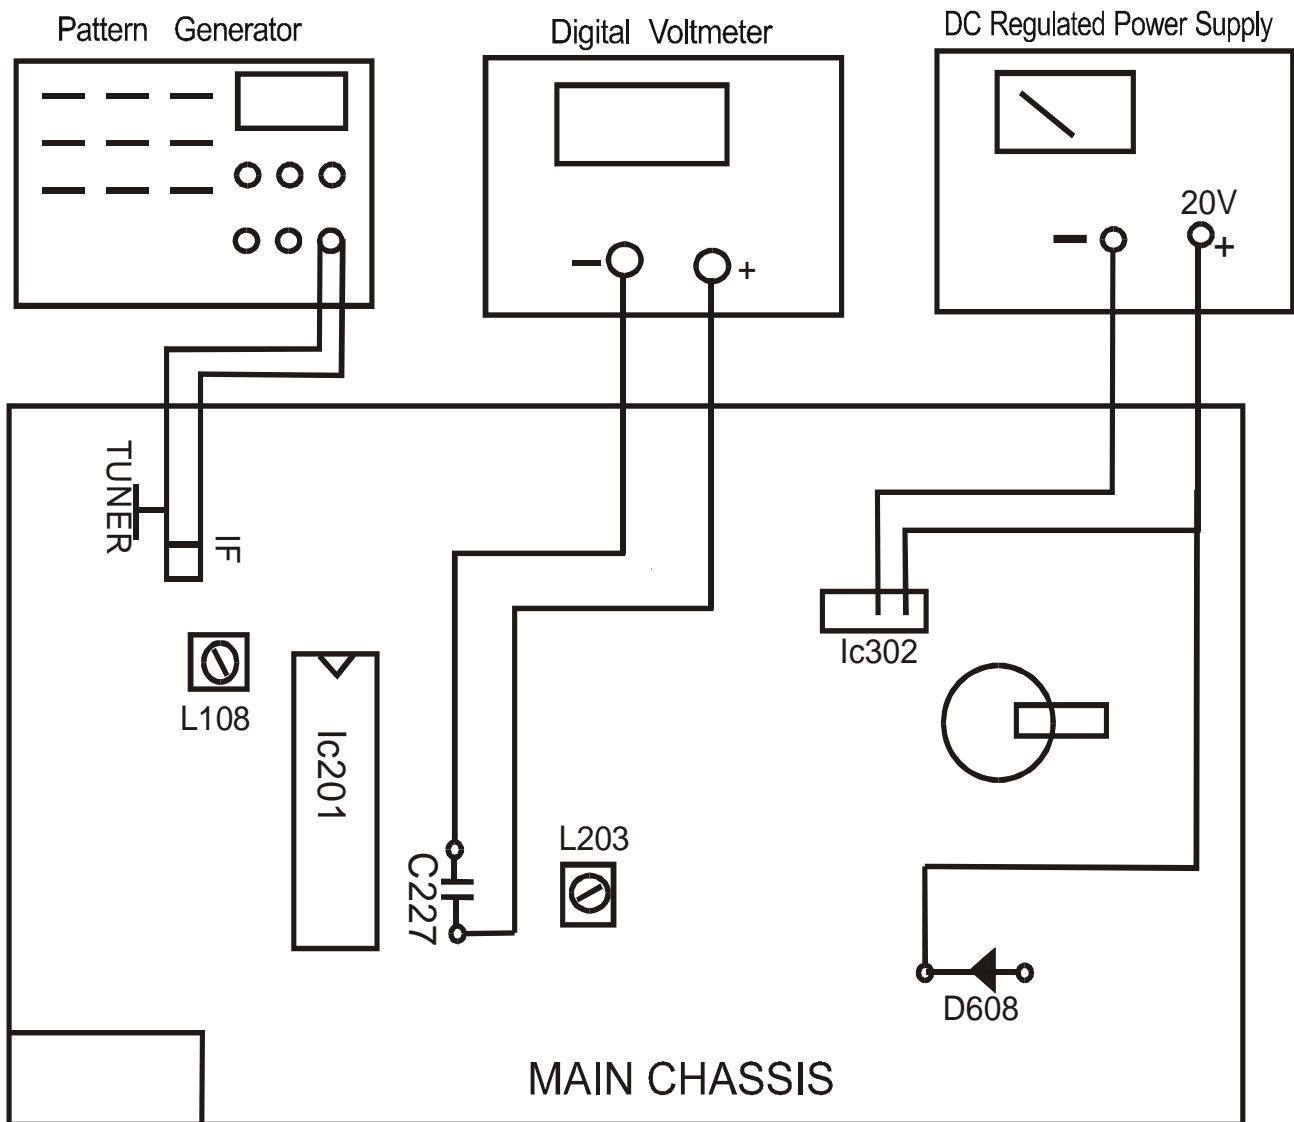 Pattern Generator
Digital Voltmeter
DC Regulated Power Supply
20V
− +
− +
TUNER
IF
Ic302
L108
Ic201
L203
C227
D608
MAIN CHASSIS